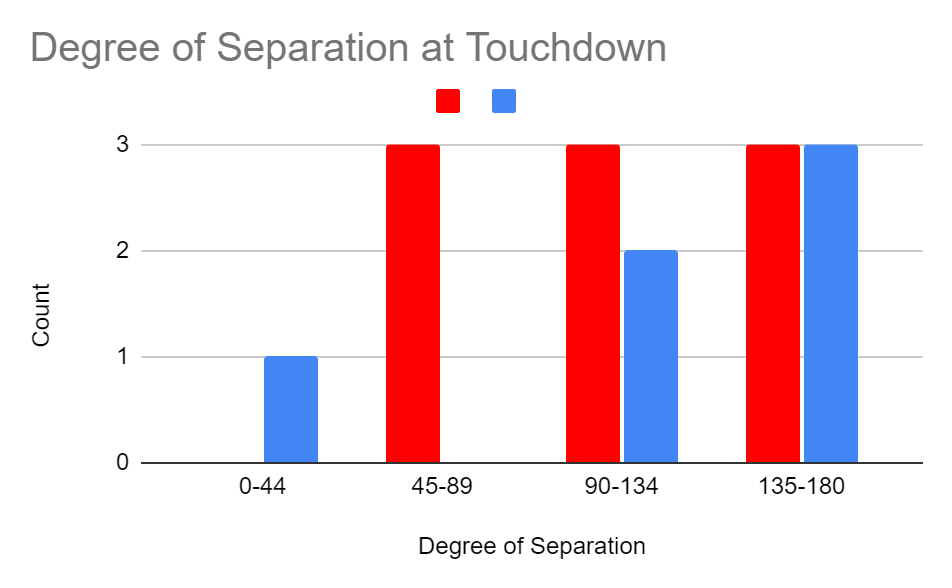 Degree of Separation at Touchdown
3
2
1
0
Count
0-44 45-89 90-134 135-180
Degree of Separation